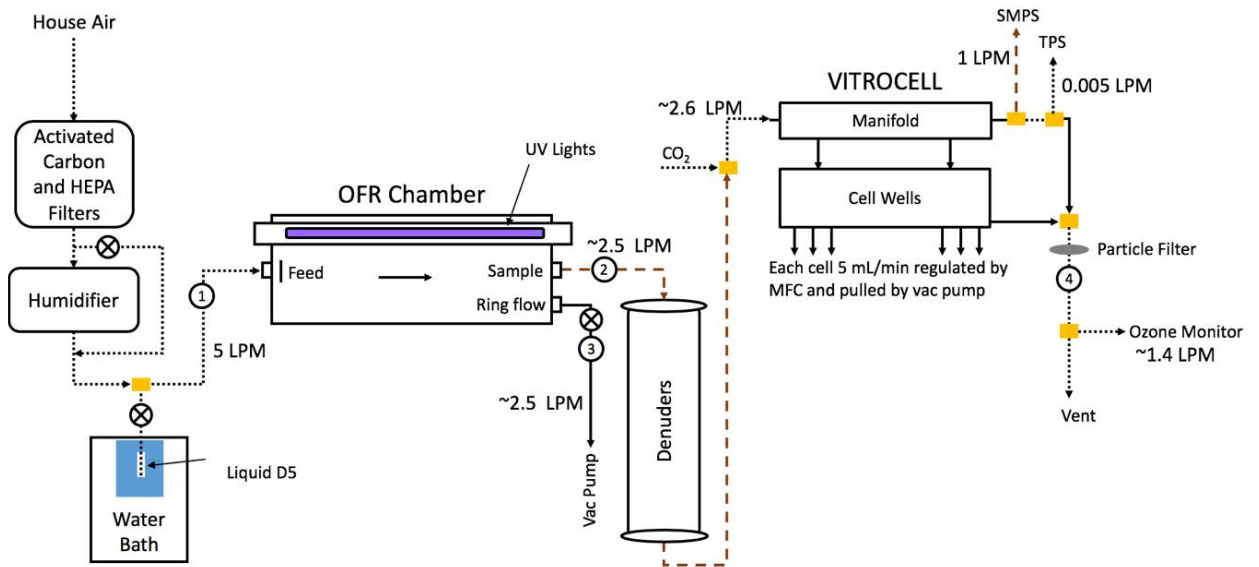 House Air
Activated
Carbon
and HEPA
Filters
Humidifier
1
5 LPM
Liquid D5
Water
Bath
OFR Chamber
UV Lights
Feed
Sample
Ring flow
~2.5 LPM
2
3
~2.5 LPM
Vac Pump
Denuders
CO2
~2.6 LPM
VITROCELL
Manifold
Cell Wells
Each cell 5 mL/min regulated by
MFC and pulled by vac pump
SMPS
1 LPM
TPS
0.005 LPM
Particle Filter
4
Ozone Monitor
~1.4 LPM
Vent